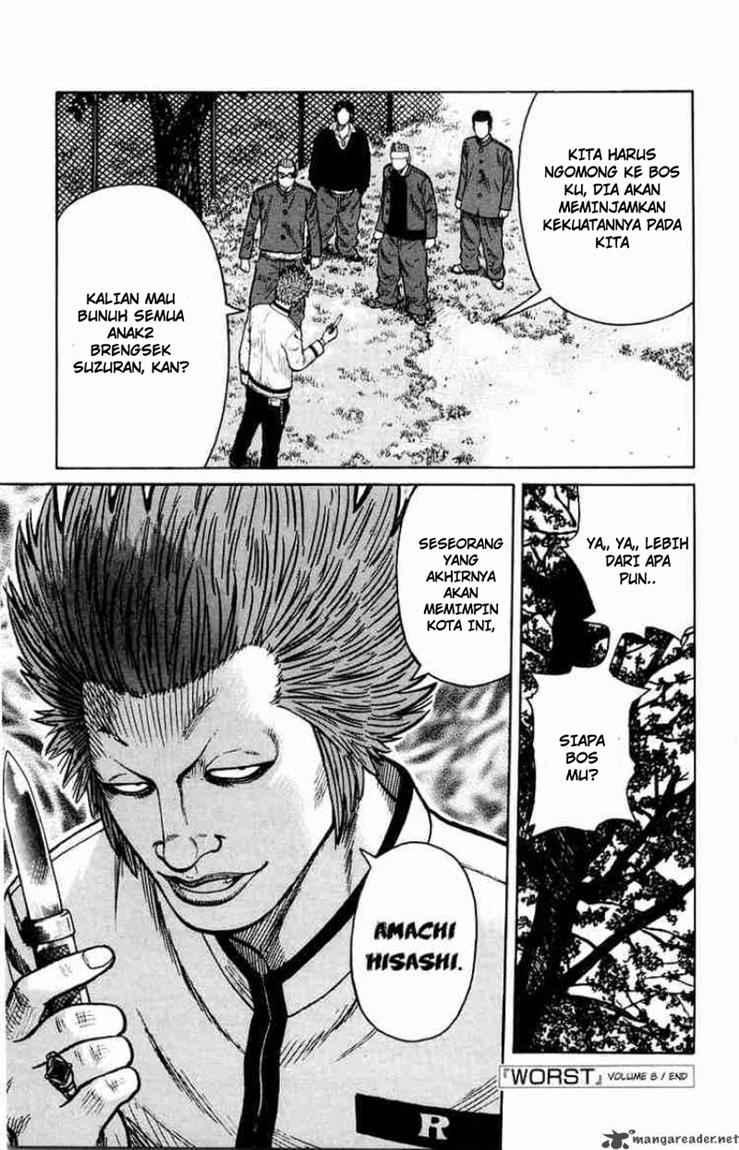 KITA HARUS
NGOMONG KE BOS
KU, DIA AKAN
MEMINJAMKAN
KEKUATANNYA PADA
KITA
KALIAN MAU
BUNUH SEMUA
ANAK2
BRENGSEK
SUZURAN, KAN?
YA,, YA,, LEBIH
DARI APA
PUN..
SIAPA
BOS
MU?
SESEORANG
YANG
AKHIRNYA
AKAN
MEMIMPIN
KOTA INI,
AMACHI
HISASHI.
R
『WORST』 VOLUME 8 / END
mangareader.net